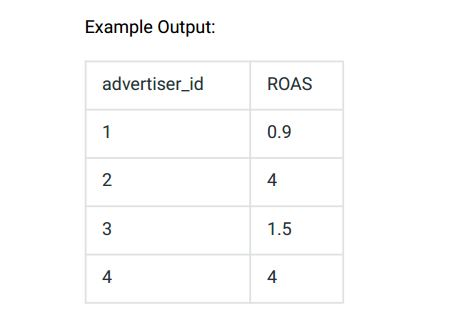 Example Output:
advertiser_id ROAS
1 0.9
2 4
3 1.5
4 4